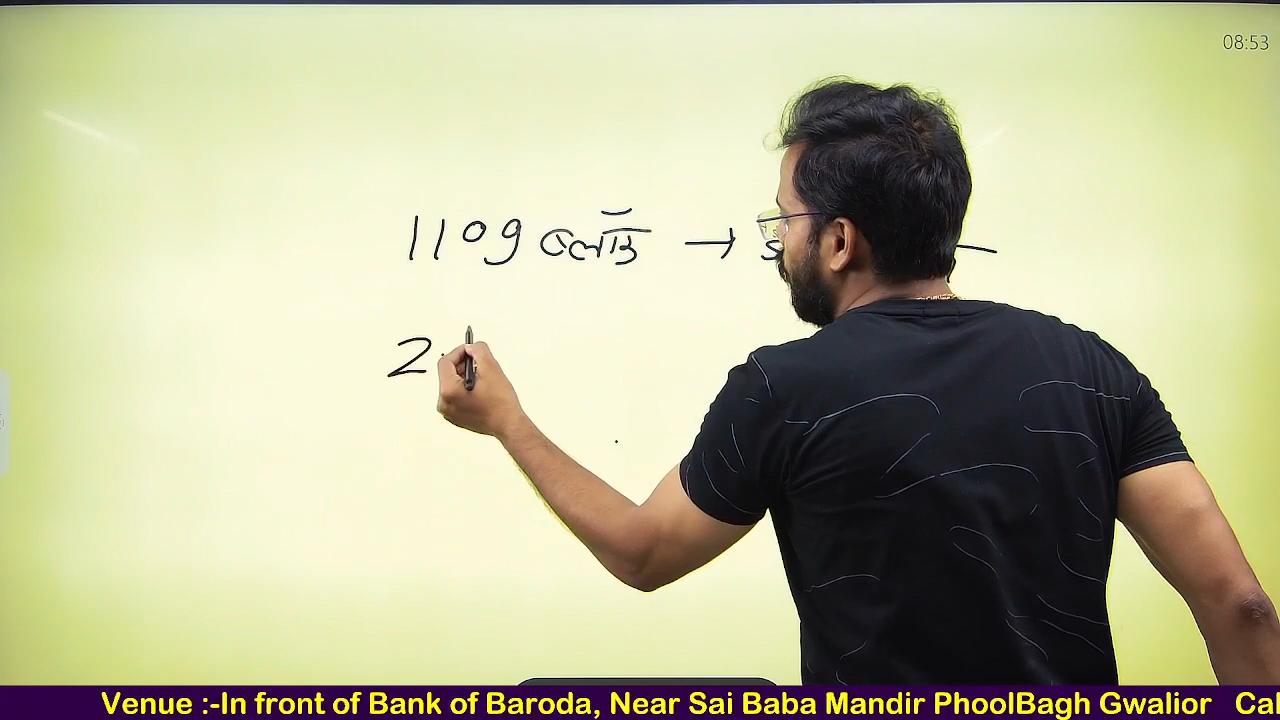 08:53
1109 ब्लॉक →
2
Venue :-In front of Bank of Baroda, Near Sai Baba Mandir PhoolBagh Gwalior Cal